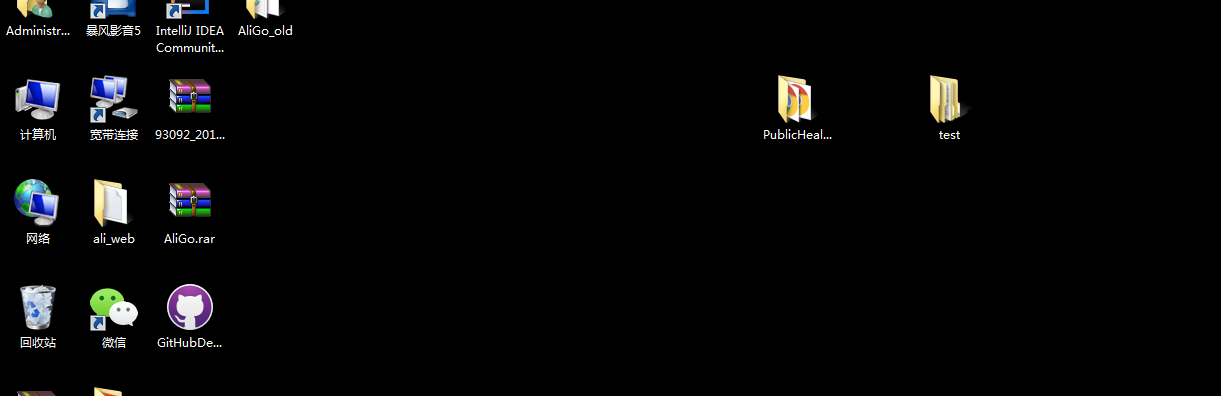 Administr...
暴风影音5
IntelliJ IDEA
Communit...
AliGo_old
计算机
宽带连接
93092_201...
PublicHeal...
test
网络
ali_web
AliGo.rar
回收站
微信
GitHubDe...